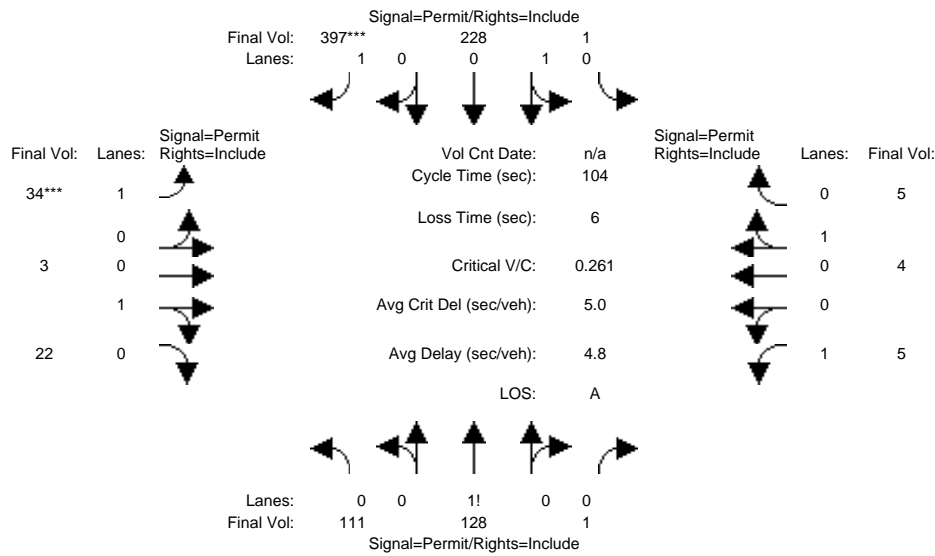 Signal=Permit/Rights=Include
Final Vol: 397*** 228 1
Lanes: 1 0 0 1 0
Signal=Permit Signal=Permit
Final Vol: Lanes: Rights=Include Vol Cnt Date: n/a Rights=Include Lanes: Final Vol:
Cycle Time (sec): 104
34*** 1 0 5
Loss Time (sec): 6
0 1
3 0 Critical V/C: 0.261 0 4
1 Avg Crit Del (sec/veh): 5.0 0
22 0 Avg Delay (sec/veh): 4.8 1 5
LOS: A
Lanes: 0 0 1! 0 0
Final Vol: 111 128 1
Signal=Permit/Rights=Include